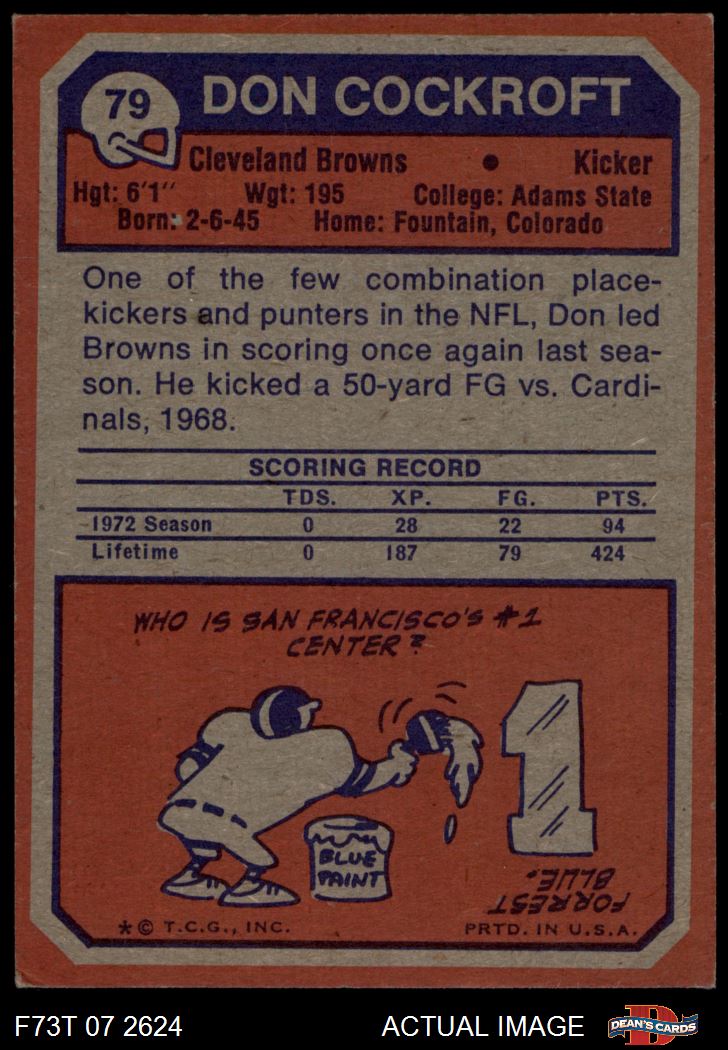 79
DON COCKROFT
Cleveland Browns • Kicker
Hgt: 6'1" Wgt: 195 College: Adams State
Born: 2-6-45 Home: Fountain, Colorado
One of the few combination place-
kickers and punters in the NFL, Don led
Browns in scoring once again last sea-
son. He kicked a 50-yard FG vs. Cardi-
nals, 1968.
SCORING RECORD
TDS. XP. FG. PTS.
1972 Season 0 28 22 94
Lifetime 0 187 79 424
WHO IS SAN FRANCISCO'S #1
CENTER?
1
BLUE
PAINT
FORREST
BLUE.
*© T.C.G., INC. PRTD. IN U.S.A.
F73T 07 2624 ACTUAL IMAGE D DEAN'S CARDS